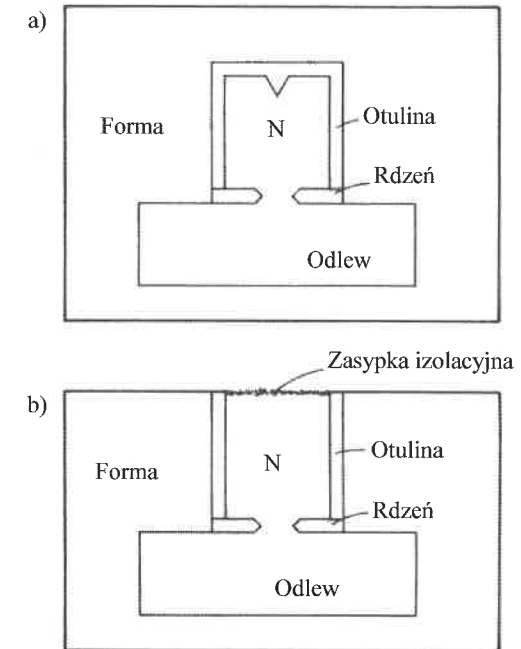 a)
Forma
N
Otulina
Rdzeń
Odlew
Zasypka izolacyjna
b)
Forma
N
Otulina
Rdzeń
Odlew